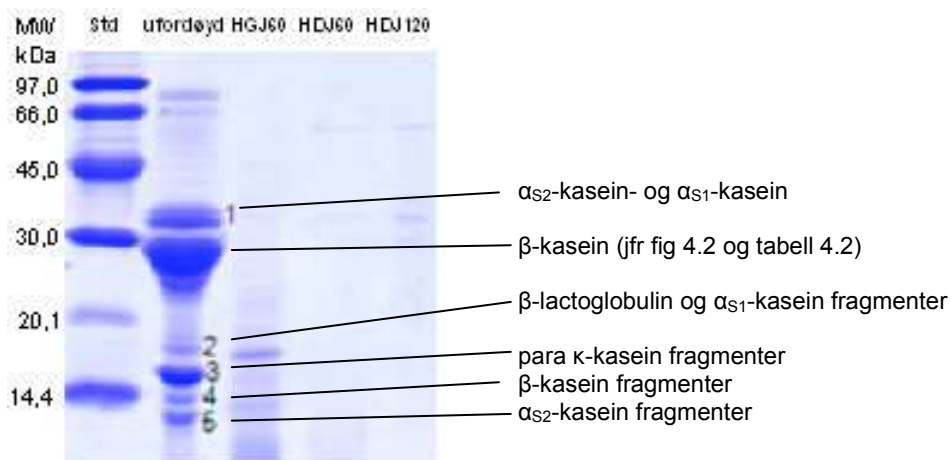 MW std ufordøyd HGJ60 HDJ60 HDJ120
kDa
97,0
66,0
45,0
30,0
20,1
14,4
1
2
3
4
6
αS2-kasein- og αS1-kasein
β-kasein (jfr fig 4.2 og tabell 4.2)
β-lactoglobulin og αS1-kasein fragmenter
para κ-kasein fragmenter
β-kasein fragmenter
αS2-kasein fragmenter